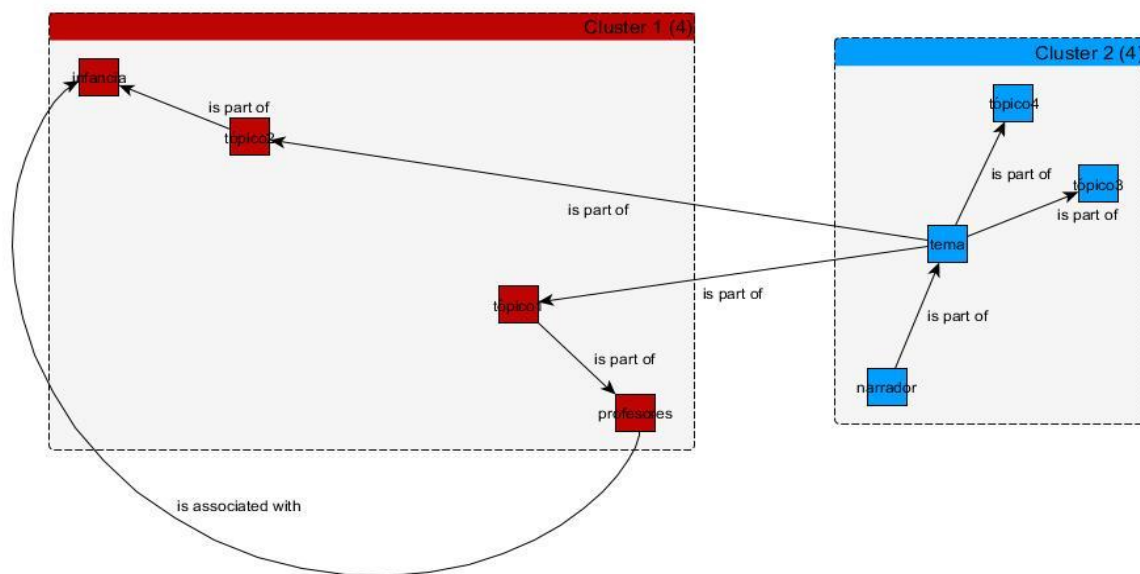 Cluster 1 (4)
Cluster 2 (4)
infancia
is part of
tópico2
tópico4
is part of
tópico3
is part of
is part of
tema
is part of
tópico1
is part of
is part of
narrador
profesores
is associated with